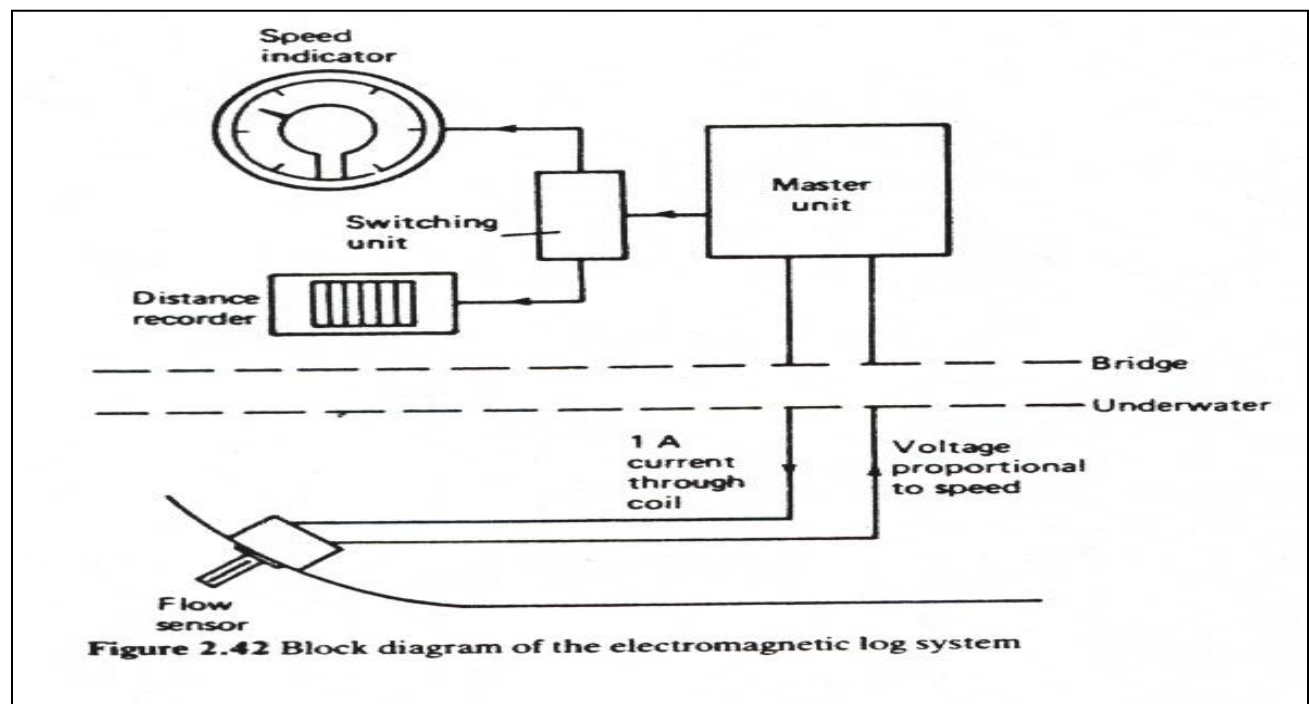 Speed
indicator
Master
unit
Switching
unit
Distance
recorder
Bridge
Underwater
1 A
current
through
coil
Voltage
proportional
to speed
Flow
sensor
Figure 2.42 Block diagram of the electromagnetic log system